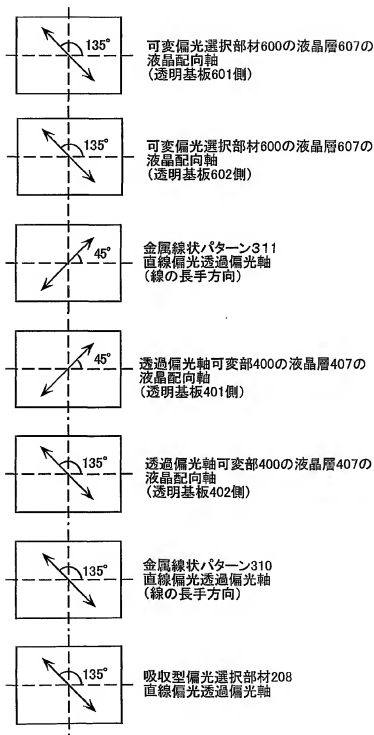 135°
可変偏光選択部材600の液晶層607の
液晶配向軸
(透明基板601側)
135°
可変偏光選択部材600の液晶層607の
液晶配向軸
(透明基板602側)
45°
金属線状パターン311
直線偏光透過偏光軸
(線の長手方向)
45°
透過偏光軸可変部400の液晶層407の
液晶配向軸
(透明基板401側)
135°
透過偏光軸可変部400の液晶層407の
液晶配向軸
(透明基板402側)
135°
金属線状パターン310
直線偏光透過偏光軸
(線の長手方向)
135°
吸収型偏光選択部材208
直線偏光透過偏光軸